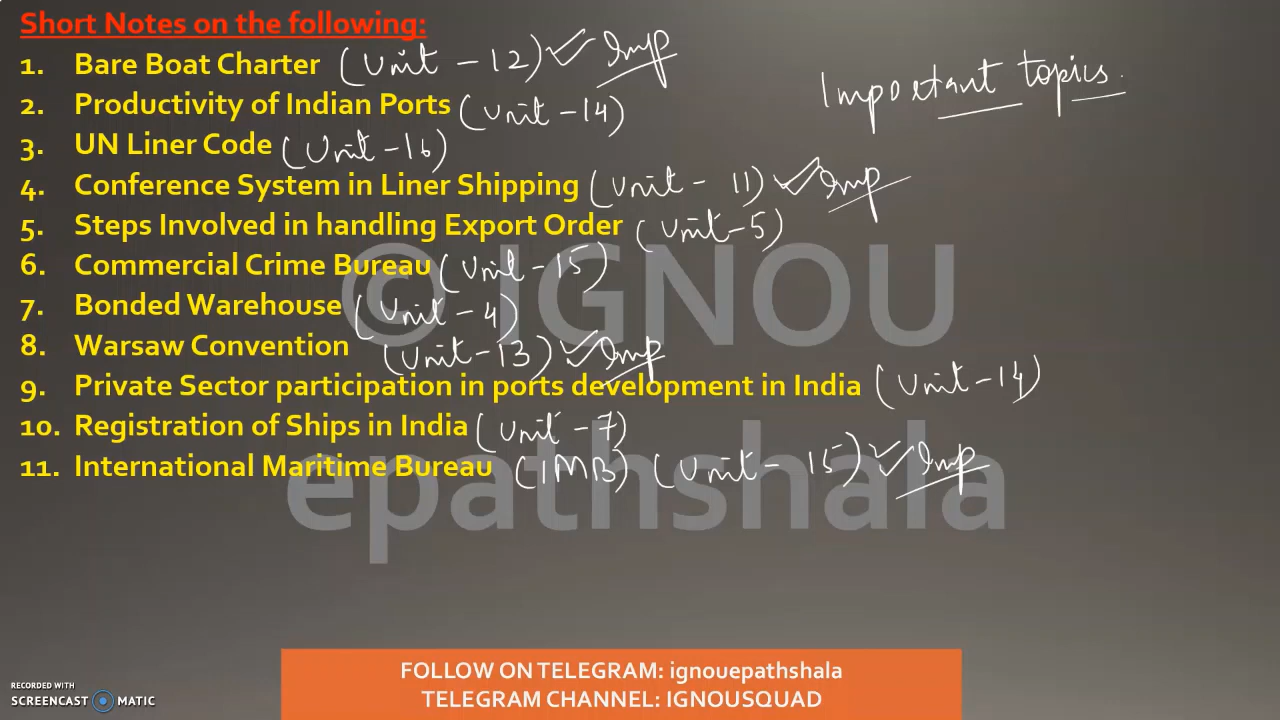 Short Notes on the following:
1. Bare Boat Charter (Unit - 12) ✓ Imp
Important topics.
2. Productivity of Indian Ports (Unit - 14)
3. UN Liner Code (Unit - 16)
4. Conference System in Liner Shipping (Unit - 11) ✓ Imp
5. Steps Involved in handling Export Order (Unit - 5)
6. Commercial Crime Bureau (Unit - 15)
7. Bonded Warehouse (Unit - 4)
8. Warsaw Convention (Unit - 13) ✓ Imp
9. Private Sector participation in ports development in India (Unit - 14)
10. Registration of Ships in India (Unit - 7)
11. International Maritime Bureau (IMB) (Unit - 15) ✓ Imp
© IGNOU
epathshala
FOLLOW ON TELEGRAM: ignouepathshala
TELEGRAM CHANNEL: IGNOUSQUAD
RECORDED WITH
SCREENCAST MATIC